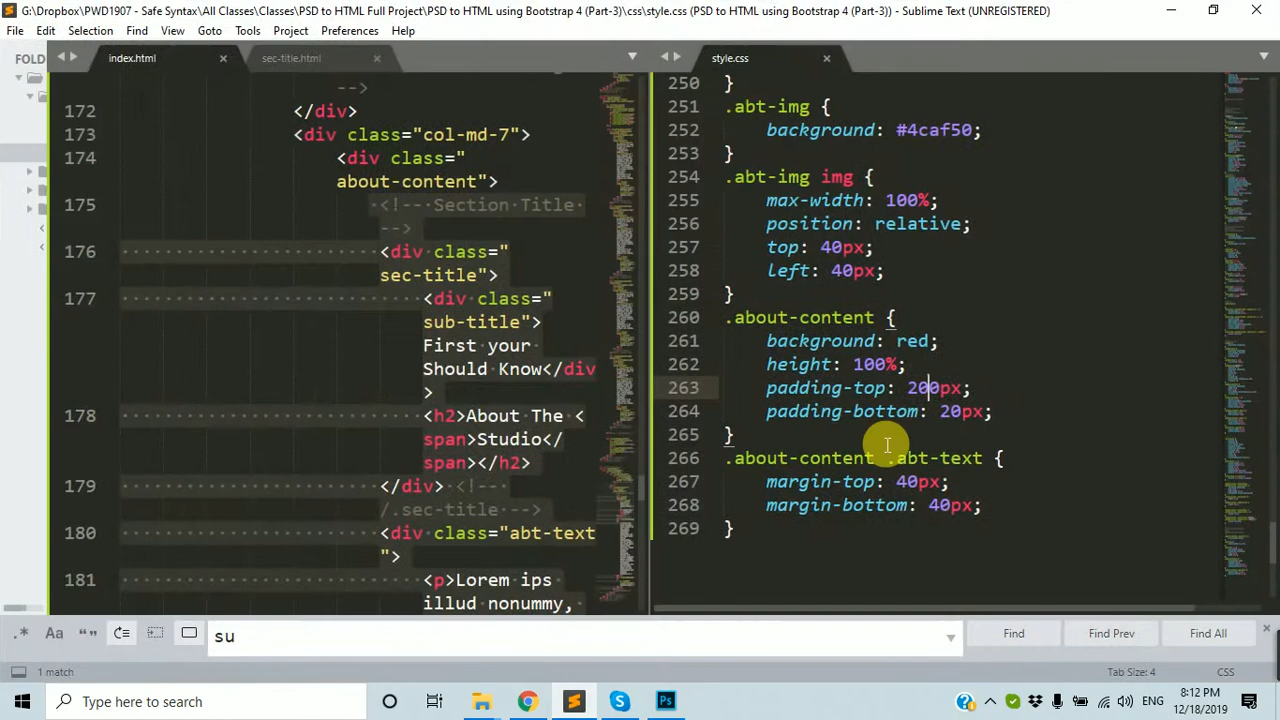 G:\Dropbox\PWD1907 - Safe Syntax\All Classes\Classes\PSD to HTML Full Project\PSD to HTML using Bootstrap 4 (Part-3)\css\style.css (PSD to HTML using Bootstrap 4 (Part-3)) - Sublime Text (UNREGISTERED)
File Edit Selection Find View Goto Tools Project Preferences Help
FOLD
index.html
sec-title.html
-->
172 </div>
173 <div class="col-md-7">
174 <div class="
about-content">
175 <!-- Section Title
-->
176 <div class="
sec-title">
177 <div class="
sub-title">
First your
Should Know</div
>
178 <h2>About The <
span>Studio</
span></h2>
179 </div> <!--
/.sec-title --
180 <div class="abt-text
">
181 <p>Lorem ips
illud nonummy,
style.css
250 }
251 .abt-img {
252 background: #4caf50;
253 }
254 .abt-img img {
255 max-width: 100%;
256 position: relative;
257 top: 40px;
258 left: 40px;
259 }
260 .about-content {
261 background: red;
262 height: 100%;
263 padding-top: 200px;
264 padding-bottom: 20px;
265 }
266 .about-content .abt-text {
267 margin-top: 40px;
268 margin-bottom: 40px;
269 }
.* Aa “” su Find Find Prev Find All
1 match Tab Size: 4 CSS
Type here to search
Ps
ENG
8:12 PM
12/18/2019